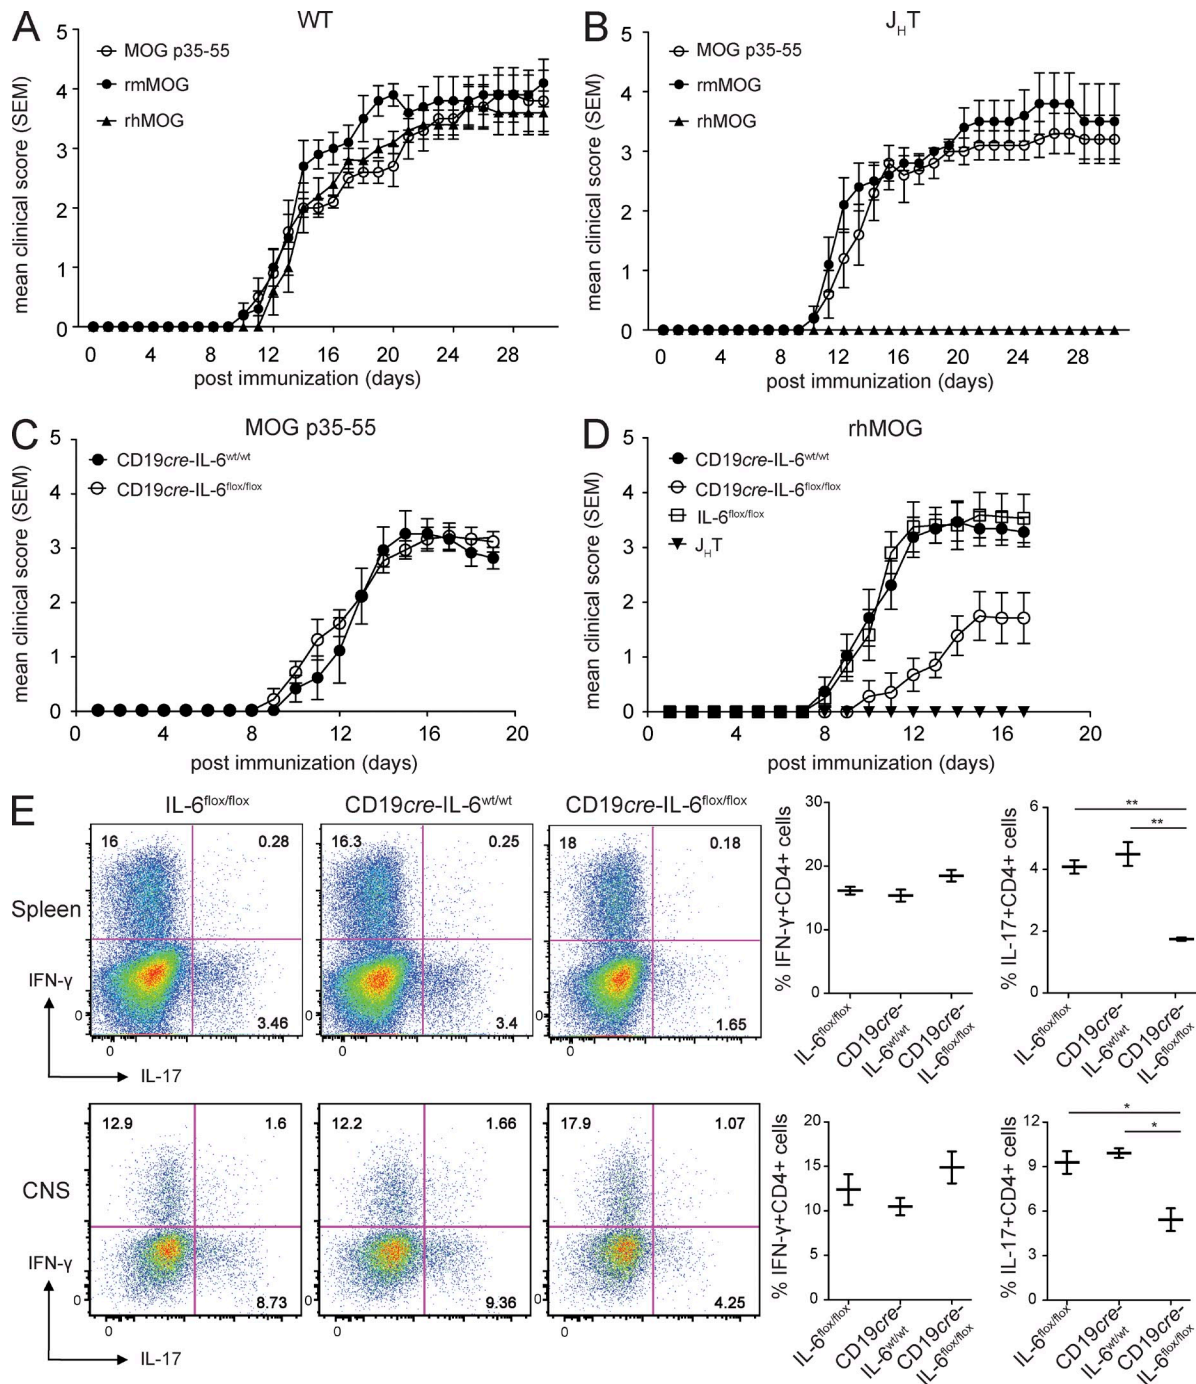 A
WT
5
4
3
2
1
0
mean clinical score (SEM)
MOG p35-55
rmMOG
rhMOG
0 4 8 12 16 20 24 28
post immunization (days)
B
JHT
5
4
3
2
1
0
mean clinical score (SEM)
MOG p35-55
rmMOG
rhMOG
0 4 8 12 16 20 24 28
post immunization (days)
C
MOG p35-55
5
4
3
2
1
0
mean clinical score (SEM)
CD19cre-IL-6wt/wt
CD19cre-IL-6flox/flox
0 4 8 12 16 20
post immunization (days)
D
rhMOG
5
4
3
2
1
0
mean clinical score (SEM)
CD19cre-IL-6wt/wt
CD19cre-IL-6flox/flox
IL-6flox/flox
JHT
0 4 8 12 16 20
post immunization (days)
E
IL-6flox/flox
CD19cre-IL-6wt/wt
CD19cre-IL-6flox/flox
Spleen
16 0.28
3.46
16.3 0.25
3.4
18 0.18
1.65
0 0
0 0 0
IFN-γ
IL-17
% IFN-γ+CD4+ cells
30
20
10
0
IL-6flox/flox
CD19cre-
IL-6wt/wt
CD19cre-
IL-6flox/flox
% IL-17+CD4+ cells
6
4
2
0
**
**
IL-6flox/flox
CD19cre-
IL-6wt/wt
CD19cre-
IL-6flox/flox
CNS
12.9 1.6
8.73
12.2 1.66
9.36
17.9 1.07
4.25
0 0 0
0 0 0
IFN-γ
IL-17
% IFN-γ+CD4+ cells
20
15
10
5
0
IL-6flox/flox
CD19cre-
IL-6wt/wt
CD19cre-
IL-6flox/flox
% IL-17+CD4+ cells
12
9
6
3
0
*
*
IL-6flox/flox
CD19cre-
IL-6wt/wt
CD19cre-
IL-6flox/flox